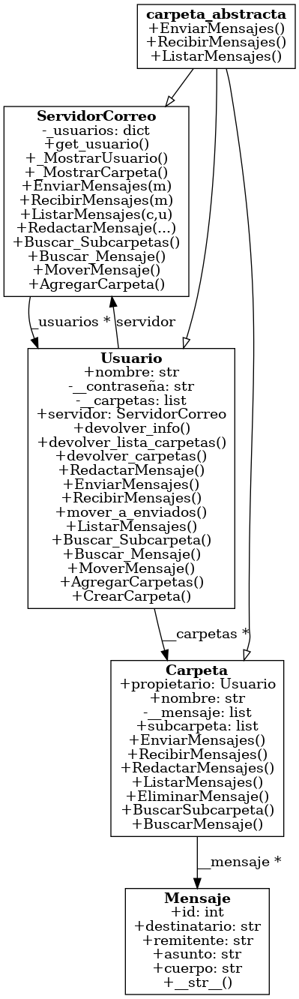 carpeta_abstracta
+EnviarMensajes()
+RecibirMensajes()
+ListarMensajes()
ServidorCorreo
-_usuarios: dict
+get_usuario()
+_MostrarUsuario()
+_MostrarCarpeta()
+EnviarMensajes(m)
+RecibirMensajes(m)
+ListarMensajes(c,u)
+RedactarMensaje(...)
+Buscar_Subcarpetas()
+Buscar_Mensaje()
+MoverMensaje()
+AgregarCarpeta()
_usuarios * servidor
Usuario
+nombre: str
-__contraseña: str
-__carpetas: list
+servidor: ServidorCorreo
+devolver_info()
+devolver_lista_carpetas()
+devolver_carpetas()
+RedactarMensaje()
+EnviarMensajes()
+RecibirMensajes()
+mover_a_enviados()
+ListarMensajes()
+Buscar_Subcarpeta()
+Buscar_Mensaje()
+MoverMensaje()
+AgregarCarpetas()
+CrearCarpeta()
__carpetas *
Carpeta
+propietario: Usuario
+nombre: str
-__mensaje: list
+subcarpeta: list
+EnviarMensajes()
+RecibirMensajes()
+RedactarMensajes()
+ListarMensajes()
+EliminarMensaje()
+BuscarSubcarpeta()
+BuscarMensaje()
__mensaje *
Mensaje
+id: int
+destinatario: str
+remitente: str
+asunto: str
+cuerpo: str
+__str__()